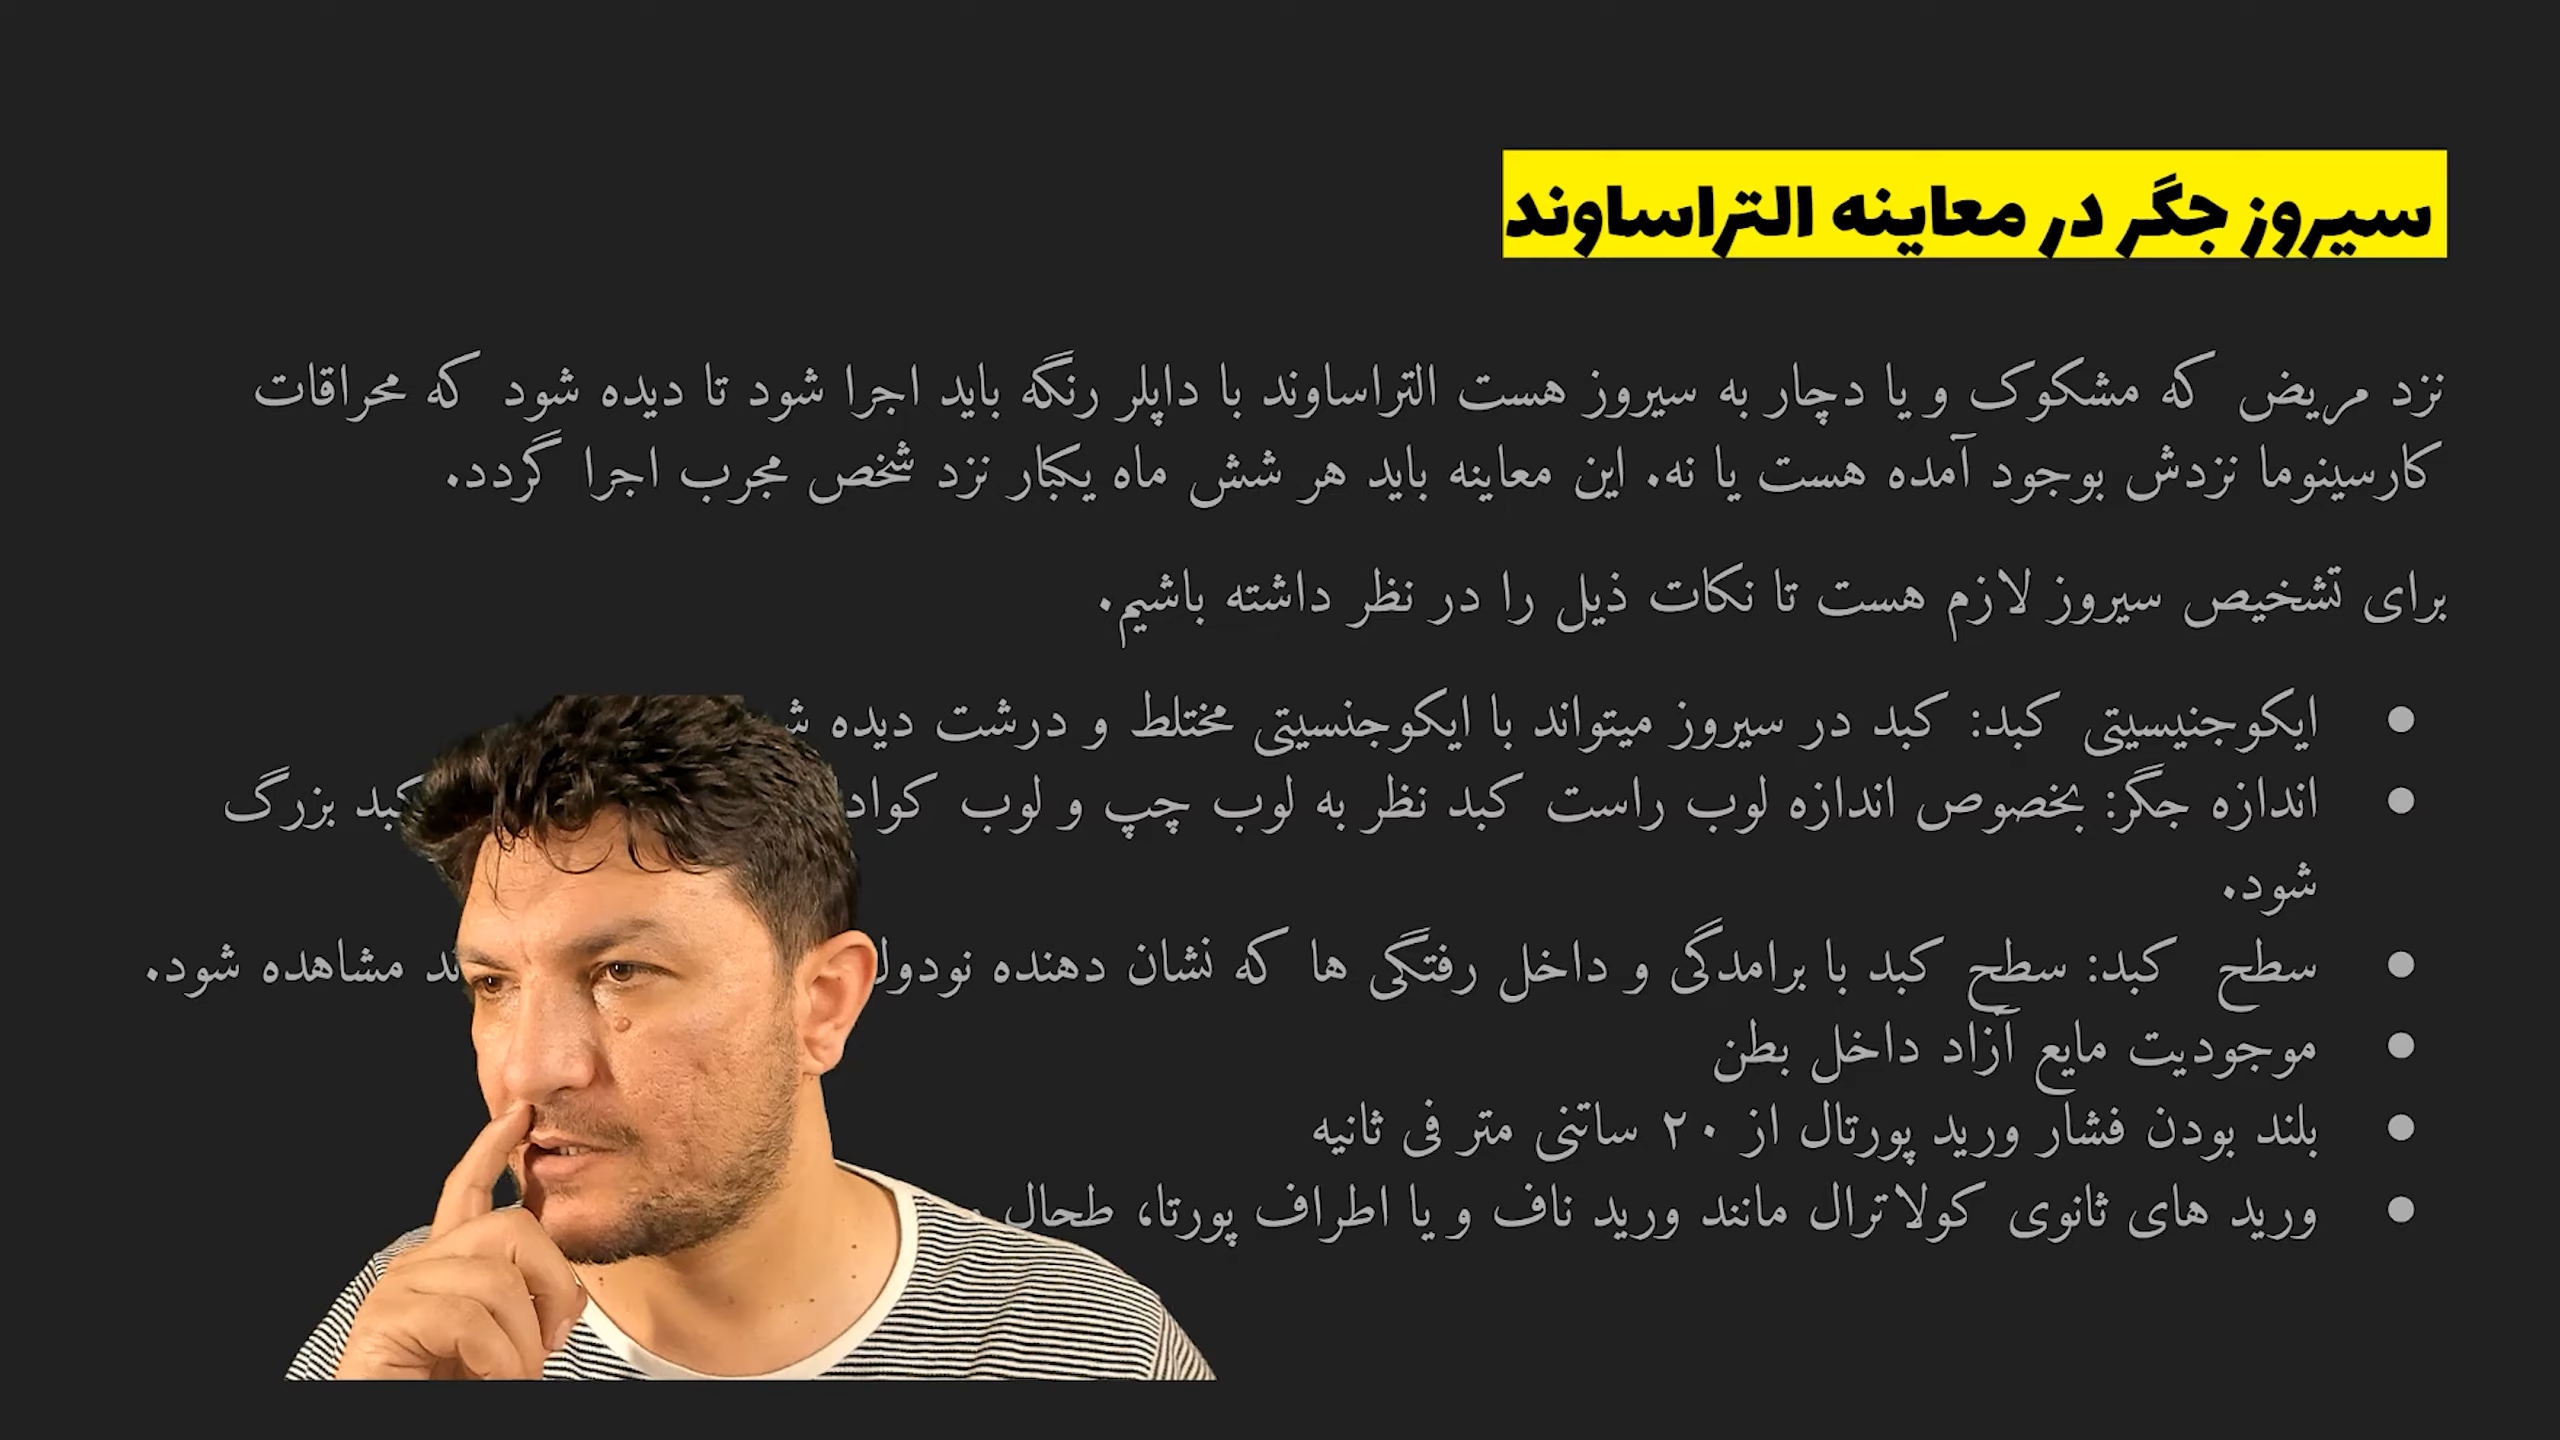 سیروز جگر در معاینه التراساوند
نزد مریض که مشکوک و یا دچار به سیروز هست التراساوند با داپلر رنگه باید اجرا شود تا دیده شود که محراقات
کارسینوما نزدش بوجود آمده هست یا نه. این معاینه باید هر شش ماه یکبار نزد شخص مجرب اجرا گردد.
برای تشخیص سیروز لازم هست تا نکات ذیل را در نظر داشته باشیم.
● ایکوجنیسیتی کبد: کبد در سیروز میتواند با ایکوجنسیتی مختلط و درشت دیده
● اندازه جگر: بخصوص اندازه لوب راست کبد نظر به لوب چپ و لوب کبد بزرگ
شود.
● سطح کبد: سطح کبد با برامدگی و داخل رفتگی ها که نشان دهنده مشاهده شود.
● موجودیت مایع آزاد داخل بطن
● بلند بودن فشار ورید پورتال از ۲۰ سانتی متر فی ثانیه
● ورید های ثانوی کولاترال مانند ورید ناف و یا اطراف پورتا، طحال